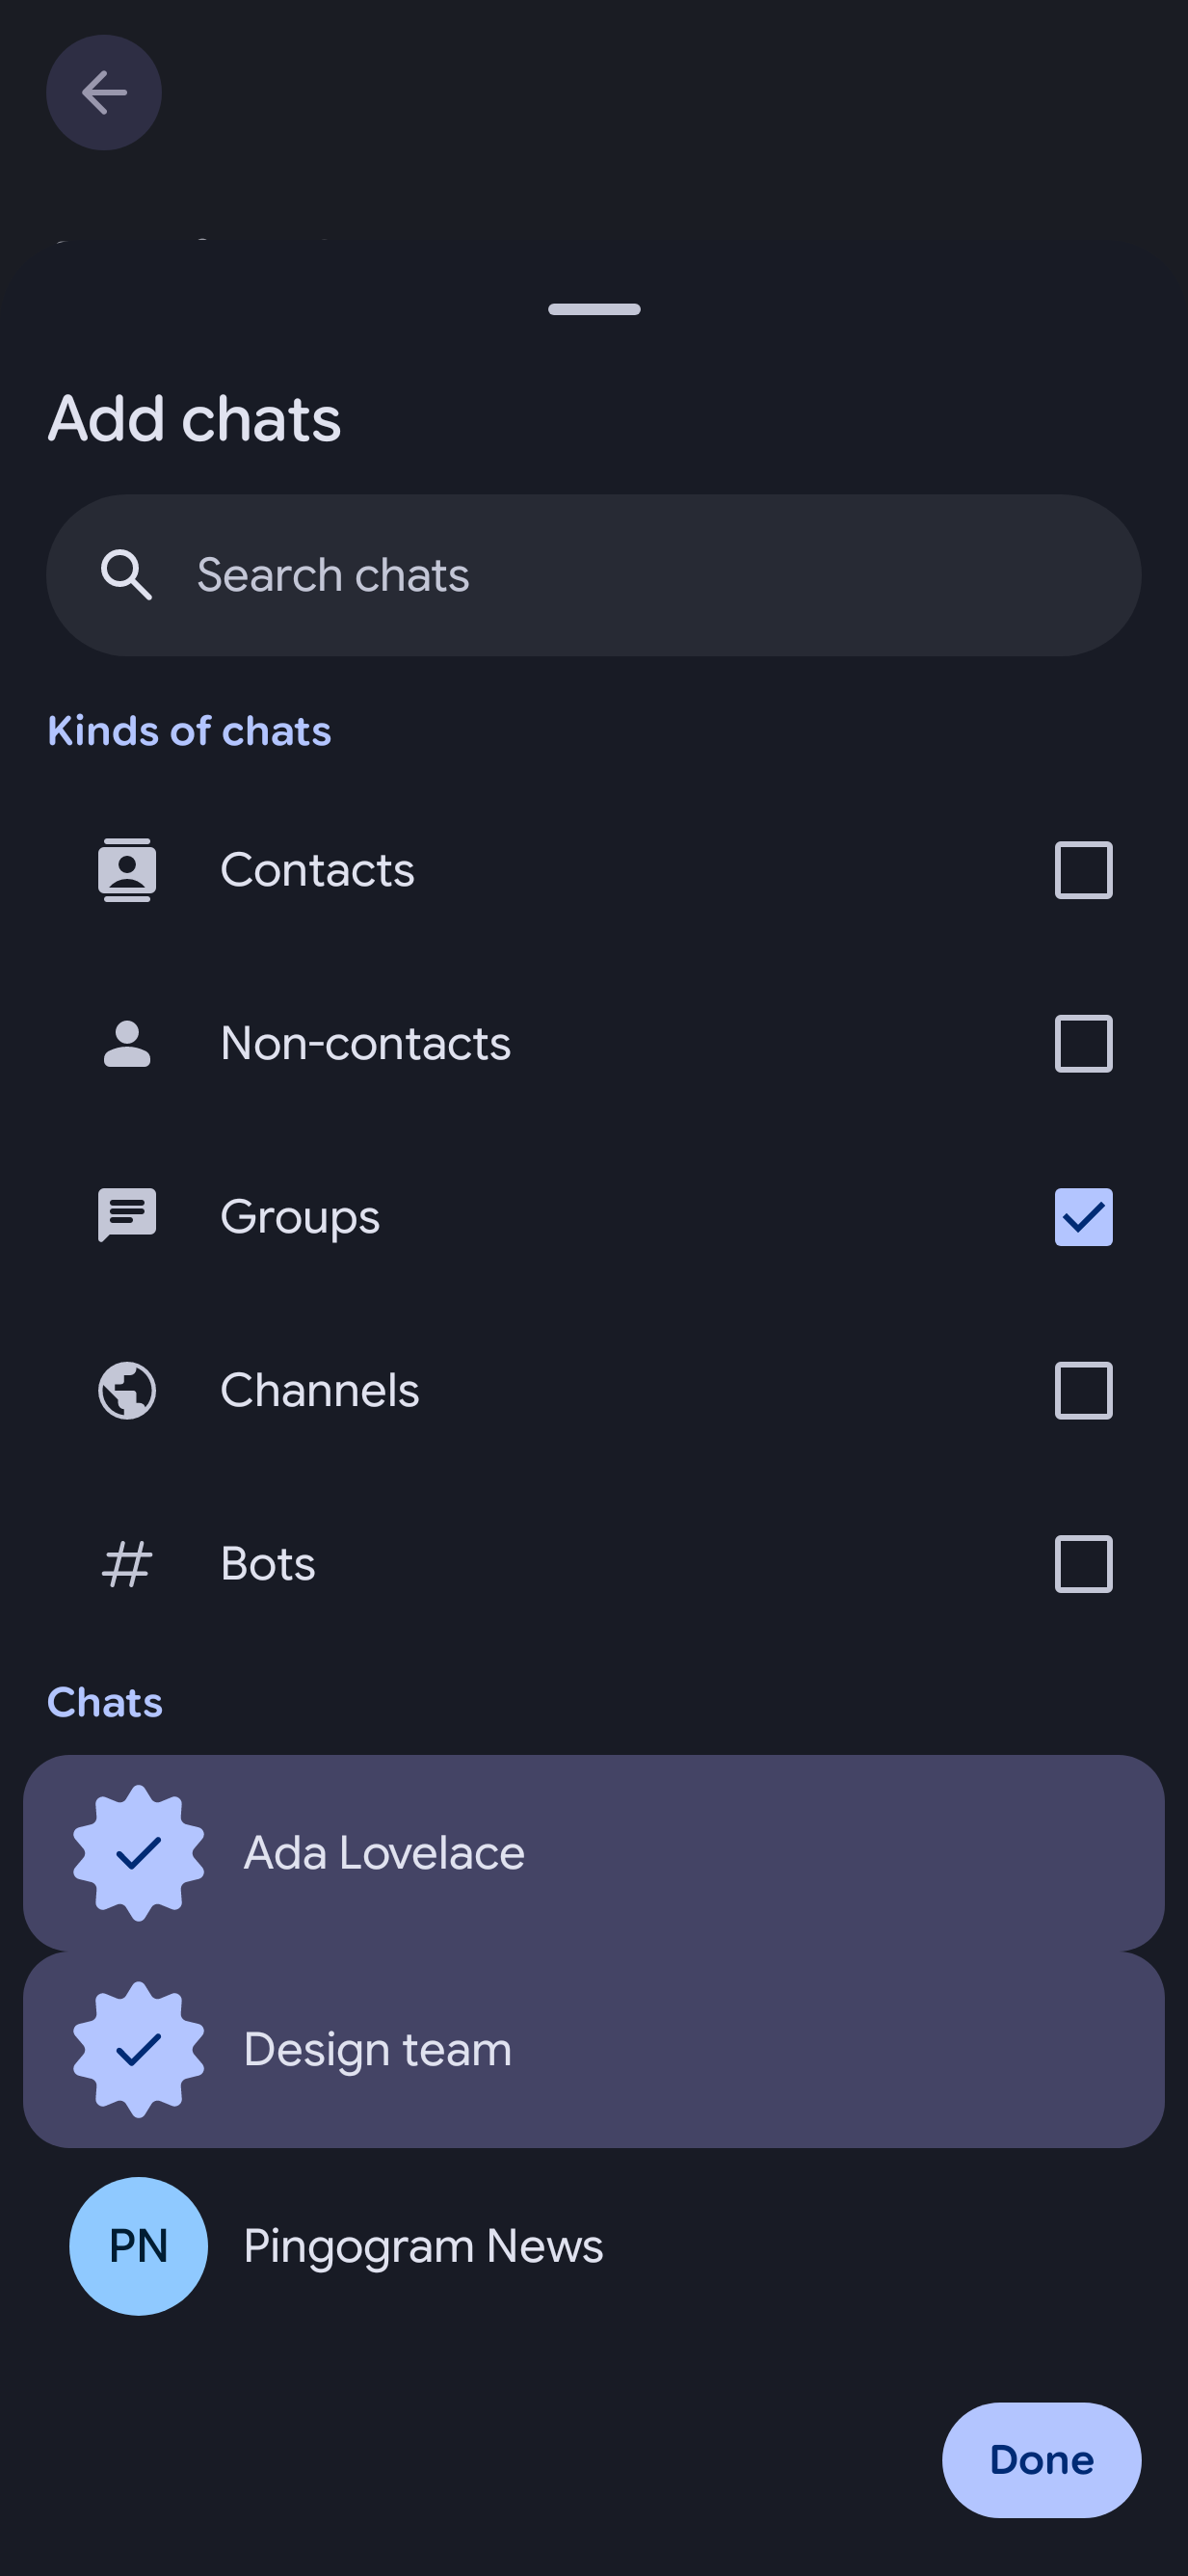 Add chats
Search chats
Kinds of chats
Contacts
Non-contacts
Groups
Channels
Bots
Chats
Ada Lovelace
Design team
PN Pingogram News
Done